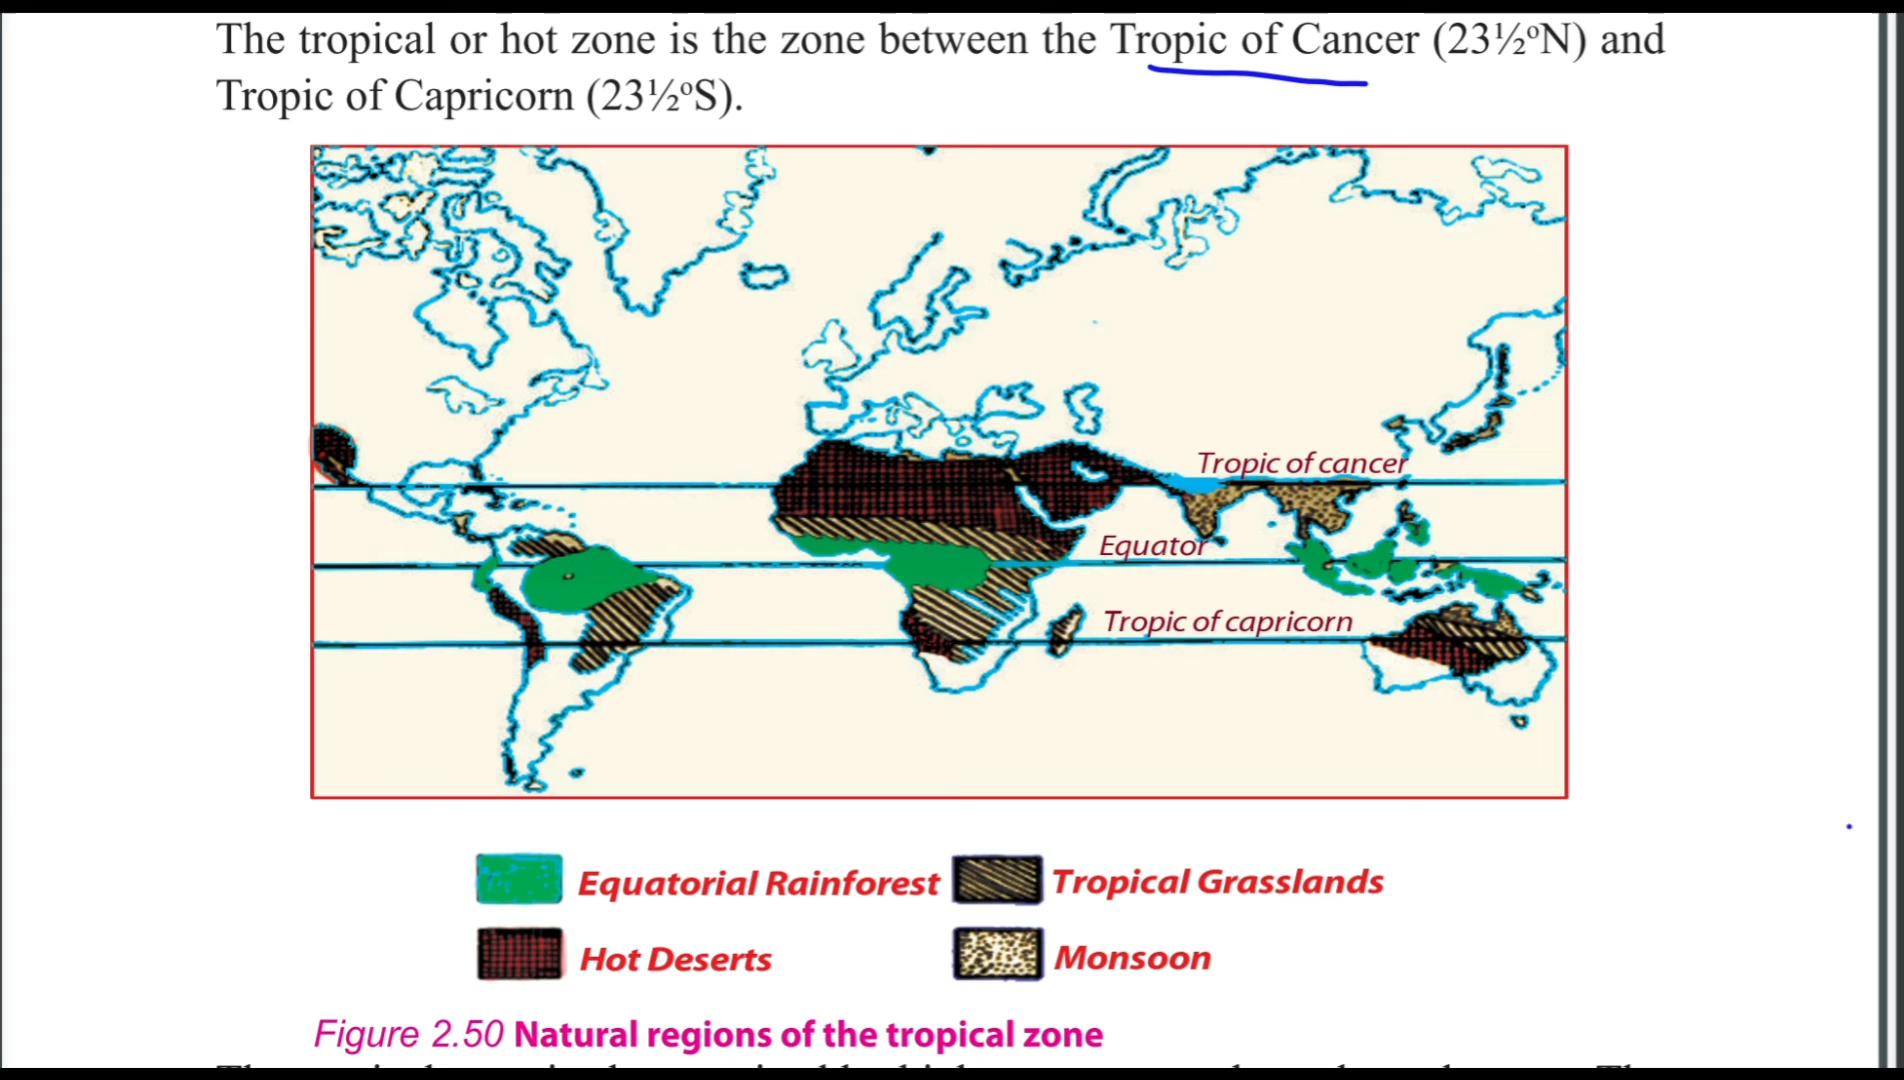 The tropical or hot zone is the zone between the Tropic of Cancer (23½ºN) and
Tropic of Capricorn (23½ºS).
Tropic of cancer
Equator
Tropic of capricorn
Equatorial Rainforest
Tropical Grasslands
Hot Deserts
Monsoon
Figure 2.50 Natural regions of the tropical zone